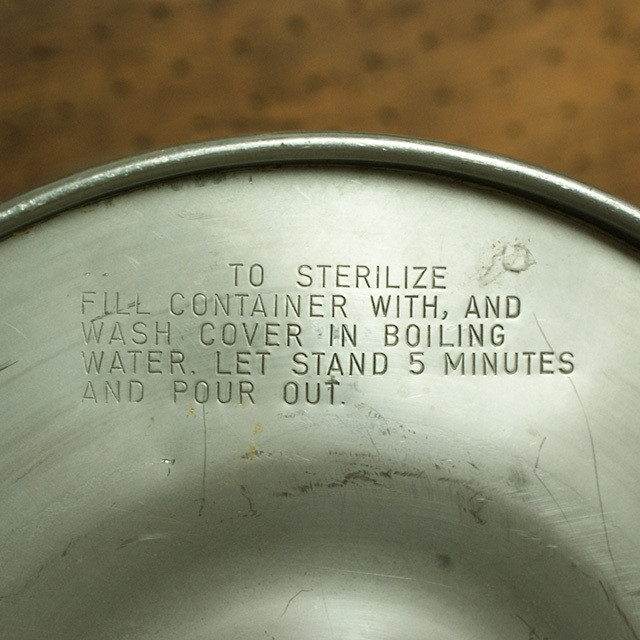 TO STERILIZE
FILL CONTAINER WITH, AND
WASH COVER IN BOILING
WATER. LET STAND 5 MINUTES
AND POUR OUT.